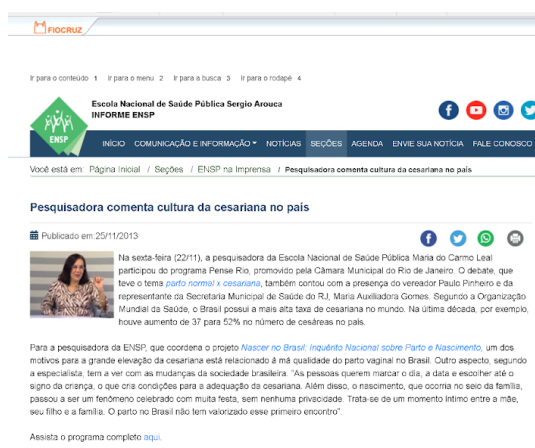 FIOCRUZ
Ir para o conteúdo 1 Ir para o menu 2 Ir para a busca 3 Ir para o rodapé 4
Escola Nacional de Saúde Pública Sergio Arouca
INFORME ENSP
ENSP
INÍCIO COMUNICAÇÃO E INFORMAÇÃO NOTÍCIAS SEÇÕES AGENDA ENVIE SUA NOTÍCIA FALE CONOSCO
Você está em: Página Inicial / Seções / ENSP na Imprensa / Pesquisadora comenta cultura da cesariana no país
Pesquisadora comenta cultura da cesariana no país
Publicado em:25/11/2013
Na sexta-feira (22/11), a pesquisadora da Escola Nacional de Saúde Pública Maria do Carmo Leal
participou do programa Pense Rio, promovido pela Câmara Municipal do Rio de Janeiro. O debate, que
teve o tema parto normal x cesariana, também contou com a presença do vereador Paulo Pinheiro e da
representante da Secretaria Municipal de Saúde do RJ, Maria Auxiliadora Gomes. Segundo a Organização
Mundial da Saúde, o Brasil possui a mais alta taxa de cesariana no mundo. Na última década, por exemplo,
houve aumento de 37 para 52% no número de cesáreas no país.
Para a pesquisadora da ENSP, que coordena o projeto Nascer no Brasil: Inquérito Nacional sobre Parto e Nascimento, um dos
motivos para a grande elevação da cesariana está relacionado à má qualidade do parto vaginal no Brasil. Outro aspecto, segundo
a especialista, tem a ver com as mudanças da sociedade brasileira. "As pessoas querem marcar o dia, a data e escolher até o
signo da criança, o que cria condições para a adequação da cesariana. Além disso, o nascimento, que ocorria no seio da família,
passou a ser um fenômeno celebrado com muita festa, sem nenhuma privacidade. Trata-se de um momento íntimo entre a mãe,
seu filho e a família. O parto no Brasil não tem valorizado esse primeiro encontro".
Assista o programa completo aqui.